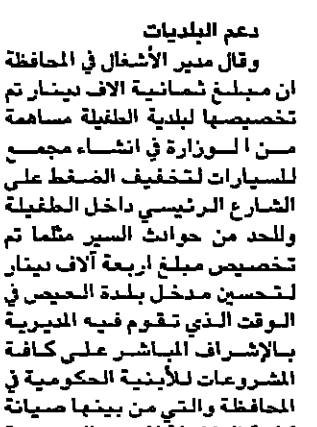 دعم البلديات
وقال مدير الأشغال في المحافظة
ان مبلغ ثمانية الاف دينار تم
تخصيصها لبلدية الطفيلة مساهمة
من الوزارة في انشاء مجمع
للسيارات لتخفيف الضغط على
الشارع الرئيسي داخل الطفيلة
وللحد من حوادث السير مثلما تم
تخصيص مبلغ اربعة آلاف دينار
لتحسين مدخل بلدة العيص في
الوقت الذي تقوم فيه المديرية
بالإشراف المباشر على كافة
المشروعات للأبنية الحكومية في
المحافظة والتي من بينها صيانة